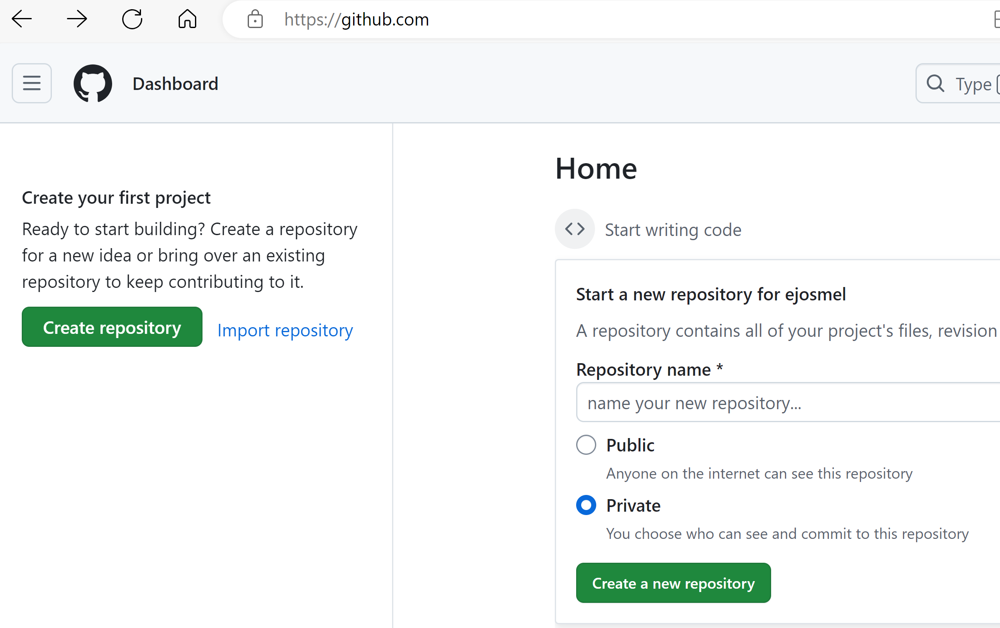 https://github.com
Dashboard
Type
Create your first project
Ready to start building? Create a repository
for a new idea or bring over an existing
repository to keep contributing to it.
Create repository
Import repository
Home
Start writing code
Start a new repository for ejosmel
A repository contains all of your project's files, revision
Repository name *
name your new repository...
Public
Anyone on the internet can see this repository
Private
You choose who can see and commit to this repository
Create a new repository